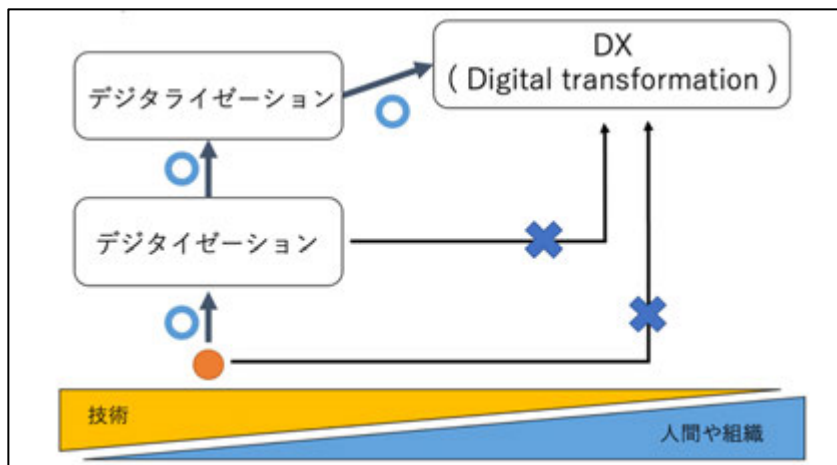 DX
( Digital transformation )
デジタライゼーション
デジタイゼーション
技術
人間や組織